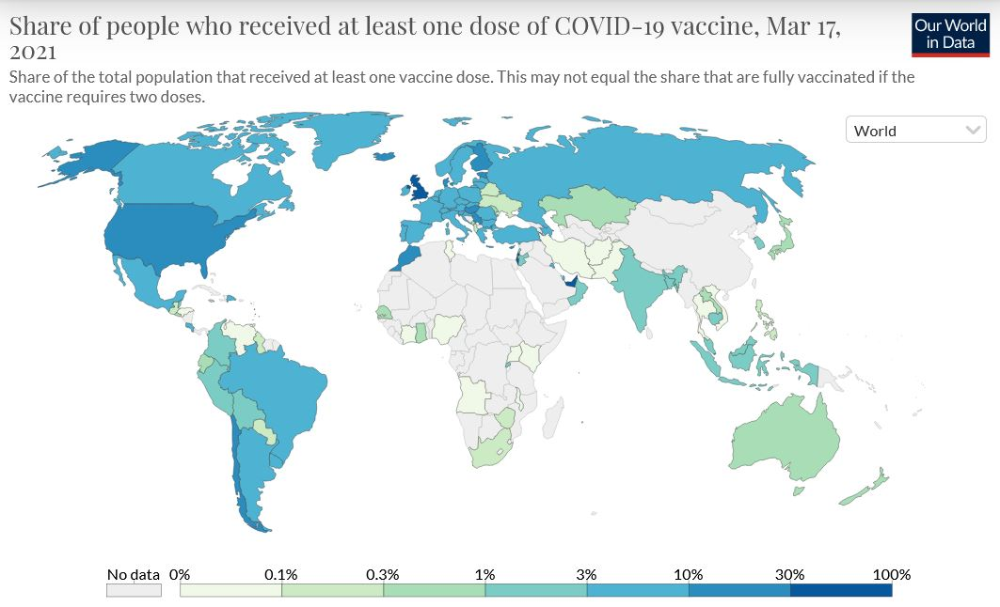 Share of people who received at least one dose of COVID-19 vaccine, Mar 17,
2021
Our World
in Data
Share of the total population that received at least one vaccine dose. This may not equal the share that are fully vaccinated if the
vaccine requires two doses.
World
No data 0% 0.1% 0.3% 1% 3% 10% 30% 100%